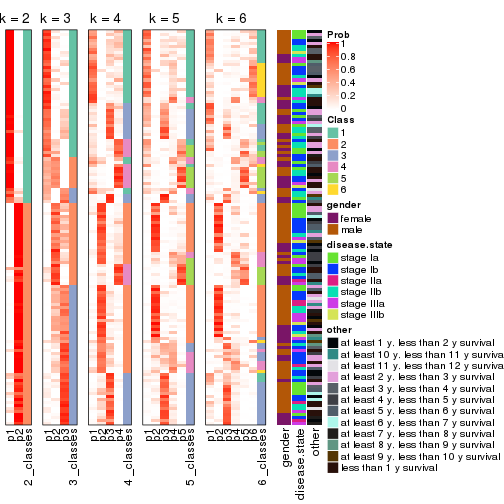 k = 2 k = 3 k = 4 k = 5 k = 6
Prob
1
0.8
0.6
0.4
0.2
0
Class
1
2
3
4
5
6
gender
female
male
disease.state
stage Ia
stage Ib
stage IIa
stage IIb
stage IIIa
stage IIIb
other
at least 1 y. less than 2 y survival
at least 10 y. less than 11 y survival
at least 11 y. less than 12 y survival
at least 2 y. less than 3 y survival
at least 3 y. less than 4 y survival
at least 4 y. less than 5 y survival
at least 5 y. less than 6 y survival
at least 6 y. less than 7 y survival
at least 7 y. less than 8 y survival
at least 8 y. less than 9 y survival
at least 9 y. less than 10 y survival
less than 1 y survival
p1 p2 2_classes
p1 p2 p3 3_classes
p1 p2 p3 p4 4_classes
p1 p2 p3 p4 p5 5_classes
p1 p2 p3 p4 p5 p6 6_classes
gender disease.state other